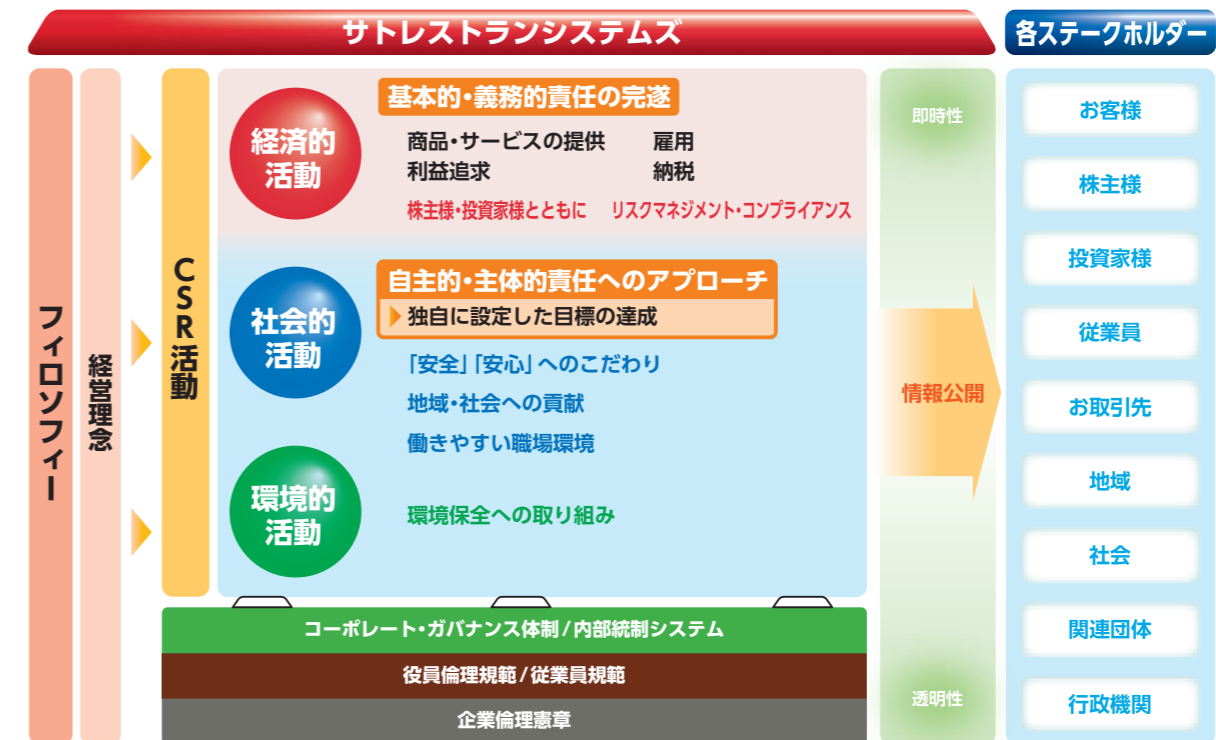 サトレストランシステムズ
各ステークホルダー
フィロソフィー
経営理念
CSR活動
経済的
活動
基本的・義務的責任の完遂
商品・サービスの提供 雇用
利益追求 納税
株主様・投資家様とともに リスクマネジメント・コンプライアンス
社会的
活動
自主的・主体的責任へのアプローチ
独自に設定した目標の達成
「安全」「安心」へのこだわり
地域・社会への貢献
働きやすい職場環境
環境的
活動
環境保全への取り組み
コーポレート・ガバナンス体制/内部統制システム
役員倫理規範/従業員規範
企業倫理憲章
即時性
情報公開
透明性
お客様
株主様
投資家様
従業員
お取引先
地域
社会
関連団体
行政機関